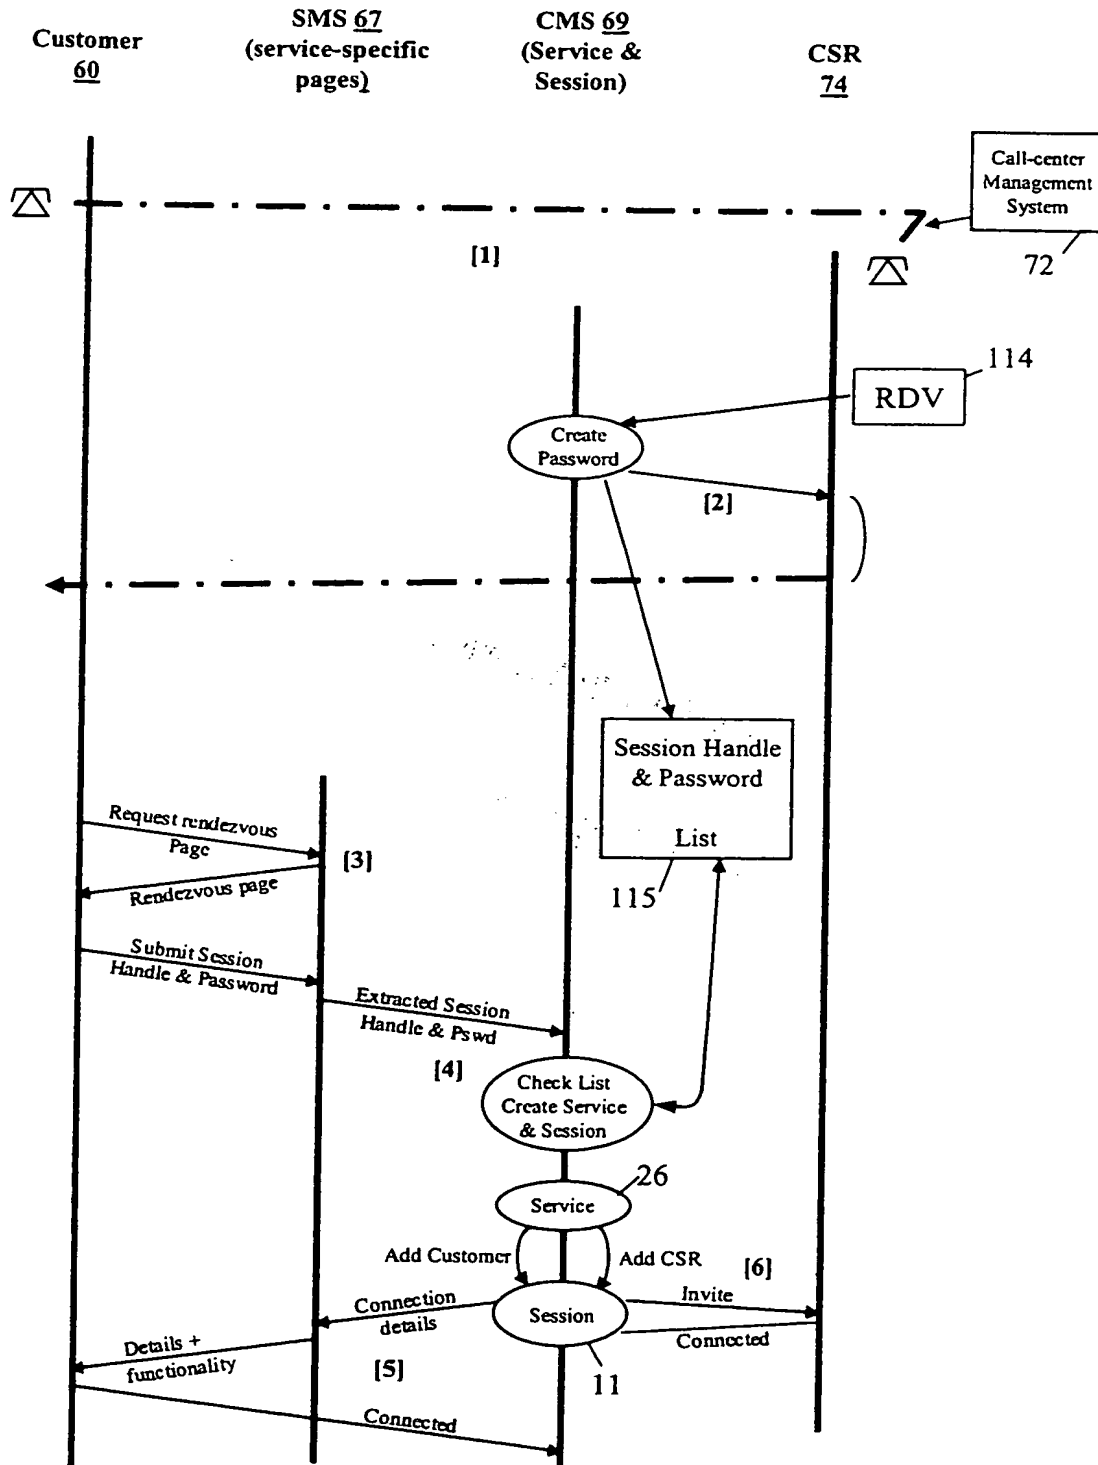 Customer
60
SMS 67
(service-specific
pages)
CMS 69
(Service &
Session)
CSR
74
Call-center
Management
System
72
[1]
114
RDV
Create
Password
[2]
Session Handle
& Password
List
115
Request rendezvous
Page
[3]
Rendezvous page
Submit Session
Handle & Password
Extracted Session
Handle & Pswd
[4]
Check List
Create Service
& Session
26
Service
Add Customer
Add CSR
[6]
Connection
details
Session
Invite
Connected
Details +
functionality
[5]
11
Connected